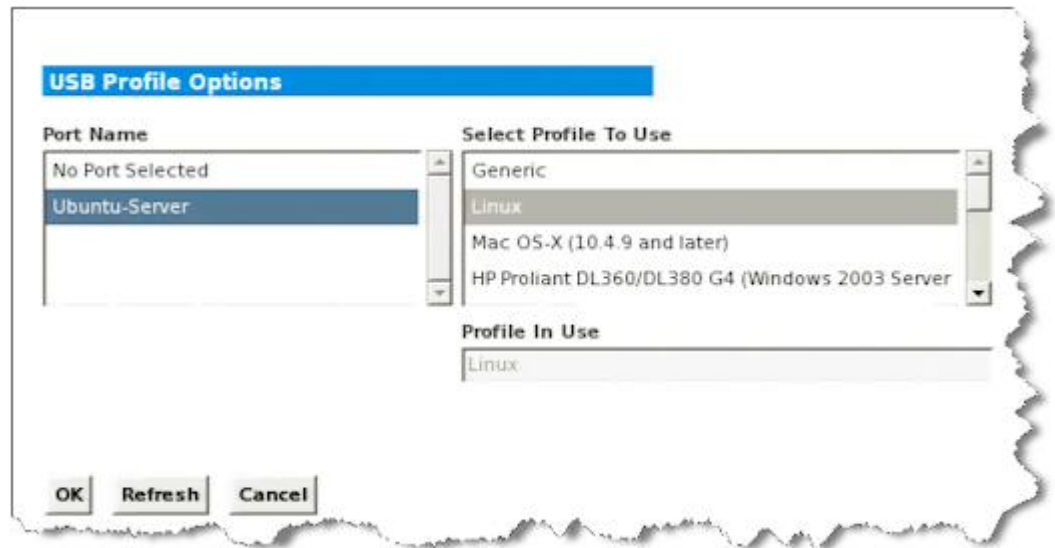 USB Profile Options
Port Name
No Port Selected
Ubuntu-Server
Select Profile To Use
Generic
Linux
Mac OS-X (10.4.9 and later)
HP Proliant DL360/DL380 G4 (Windows 2003 Server
Profile In Use
Linux
OK Refresh Cancel